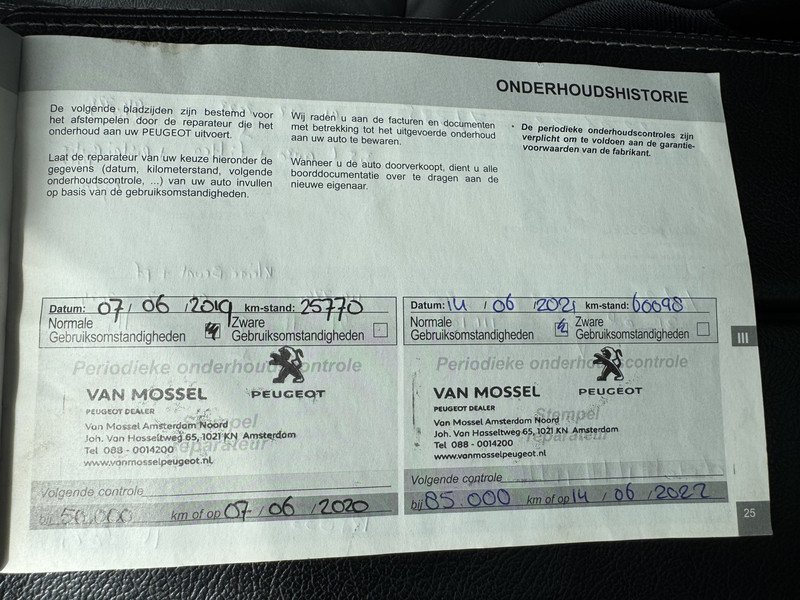 ONDERHOUDSHISTORIE
De volgende bladzijden zijn bestemd voor
het afstempelen door de reparateur die het
onderhoud aan uw PEUGEOT uitvoert.
Laat de reparateur van uw keuze hieronder de
gegevens (datum, kilometerstand, volgende
onderhoudscontrole, ...) van uw auto invullen
op basis van de gebruiksomstandigheden.
Wij raden u aan de facturen en documenten
met betrekking tot het uitgevoerde onderhoud
aan uw auto te bewaren.
Wanneer u de auto doorverkoopt, dient u alle
boorddocumentatie over te dragen aan de
nieuwe eigenaar.
• De periodieke onderhoudscontroles zijn
verplicht om te voldoen aan de garantie-
voorwaarden van de fabrikant.
Datum: 07 / 06 / 2019 km-stand: 25770
Normale Zware
Gebruiksomstandigheden Gebruiksomstandigheden
Periodieke onderhoudscontrole
VAN MOSSEL PEUGEOT
PEUGEOT DEALER
Stempel
Van Mossel Amsterdam Noord
Joh. Van Hasseltweg 65, 1021 KN Amsterdam
reparateur
Tel 088 - 0014200
www.vanmosselpeugeot.nl
Volgende controle
bij 50.000 km of op 07 / 06 / 2020
Datum: 14 / 06 / 2021 km-stand: 60098
Normale Zware
Gebruiksomstandigheden Gebruiksomstandigheden
Periodieke onderhoudscontrole
VAN MOSSEL PEUGEOT
PEUGEOT DEALER
Stempel
Van Mossel Amsterdam Noord
Joh. Van Hasseltweg 65, 1021 KN Amsterdam
reparateur
Tel 088 - 0014200
www.vanmosselpeugeot.nl
Volgende controle
bij 85.000 km of op 14 / 06 / 2022
III
25